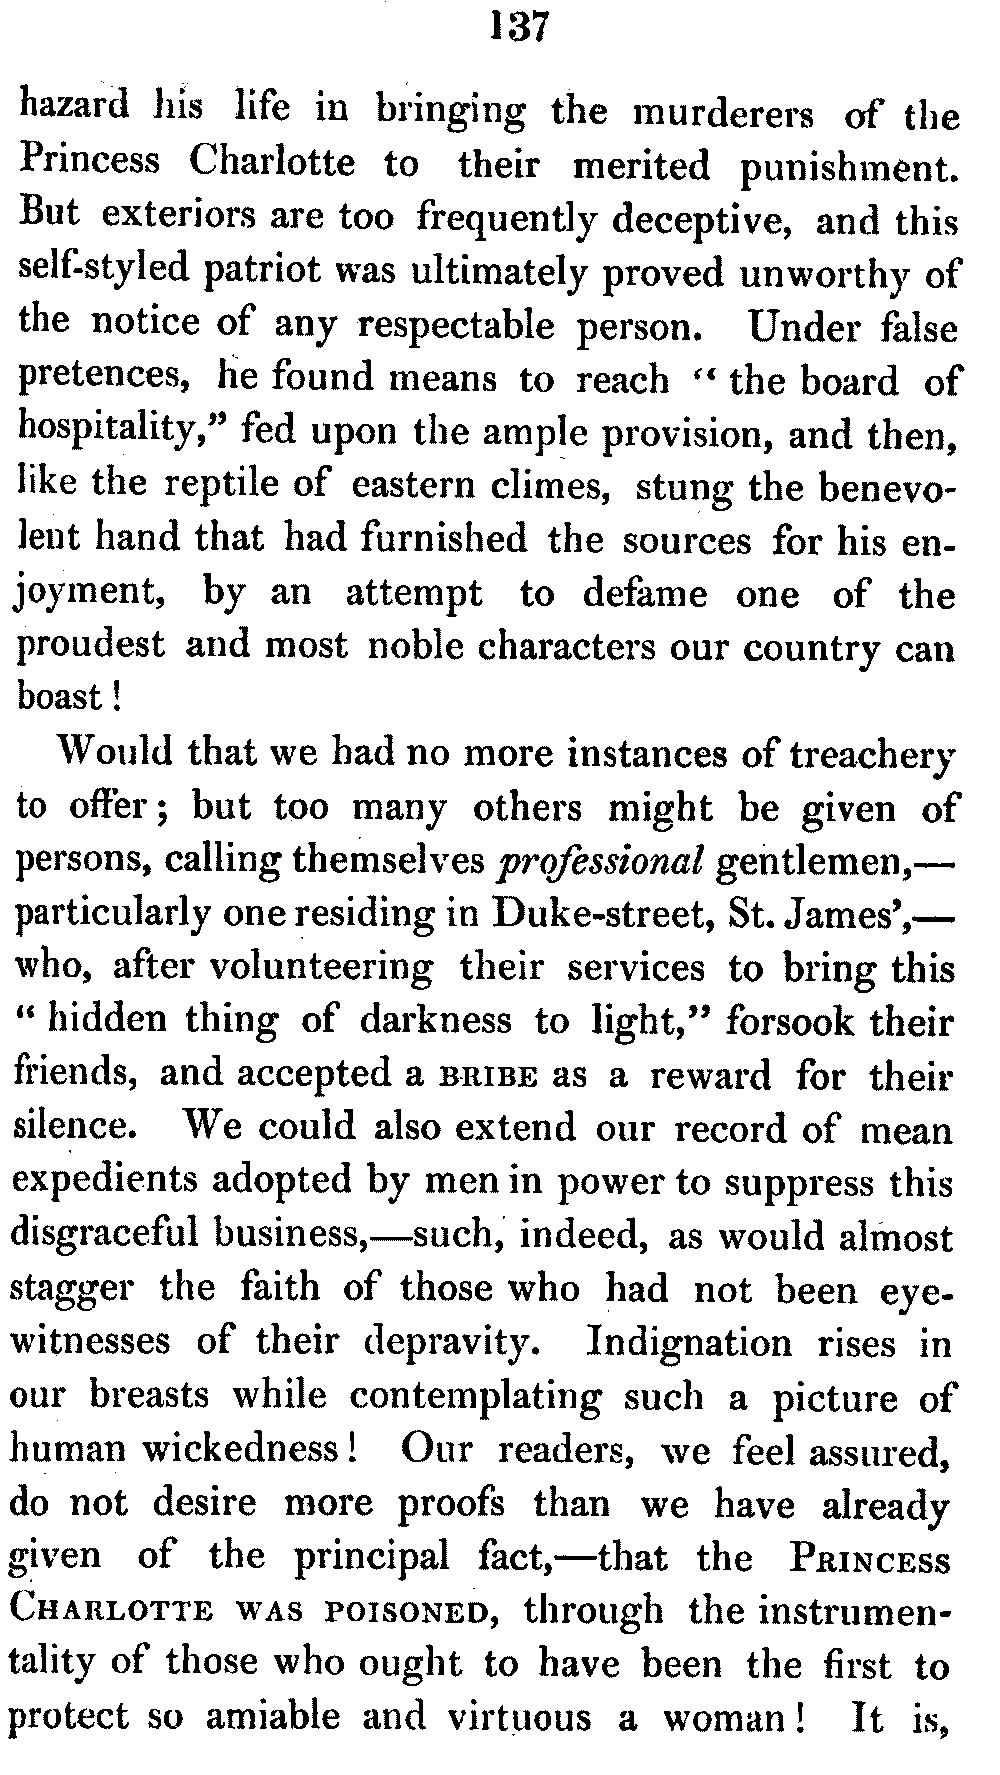 137
hazard his life in bringing the murderers of the
Princess Charlotte to their merited punishment.
But exteriors are too frequently deceptive, and this
self-styled patriot was ultimately proved unworthy of
the notice of any respectable person. Under false
pretences, he found means to reach “ the board of
hospitality,” fed upon the ample provision, and then,
like the reptile of eastern climes, stung the benevo-
lent hand that had furnished the sources for his en-
joyment, by an attempt to defame one of the
proudest and most noble characters our country can
boast !
Would that we had no more instances of treachery
to offer ; but too many others might be given of
persons, calling themselves professional gentlemen,—
particularly one residing in Duke-street, St. James’,—
who, after volunteering their services to bring this
“ hidden thing of darkness to light,” forsook their
friends, and accepted a BRIBE as a reward for their
silence. We could also extend our record of mean
expedients adopted by men in power to suppress this
disgraceful business,—such, indeed, as would almost
stagger the faith of those who had not been eye-
witnesses of their depravity. Indignation rises in
our breasts while contemplating such a picture of
human wickedness ! Our readers, we feel assured,
do not desire more proofs than we have already
given of the principal fact,—that the PRINCESS
CHARLOTTE WAS POISONED, through the instrumen-
tality of those who ought to have been the first to
protect so amiable and virtuous a woman ! It is,